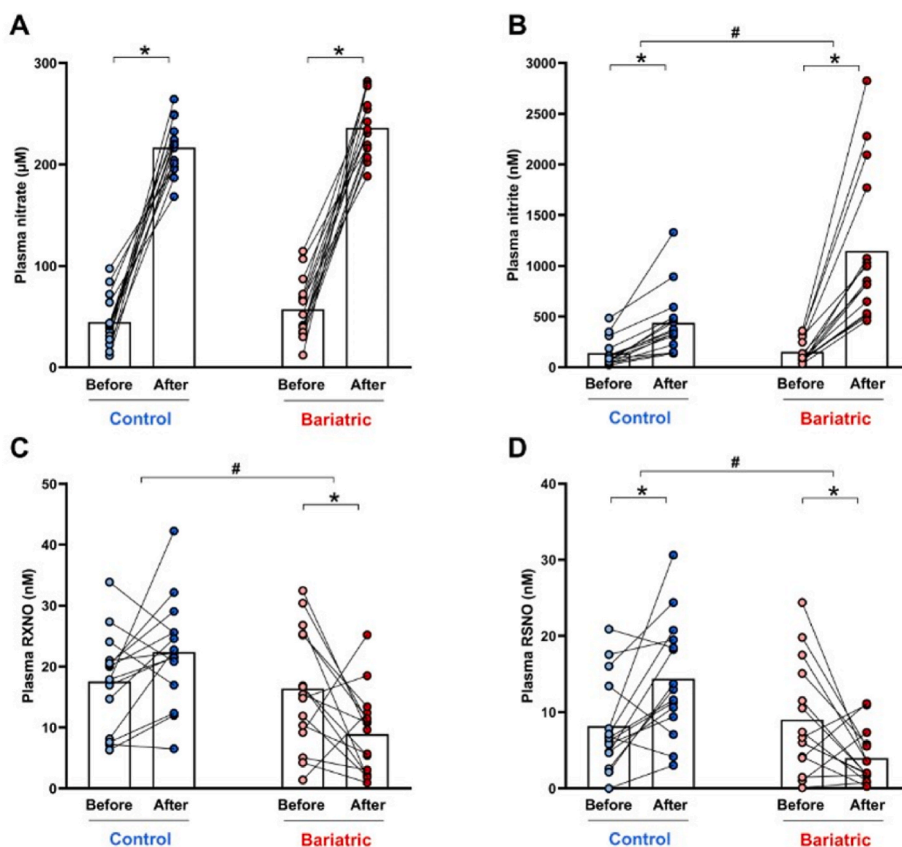 A
*
*
Plasma nitrate (μM)
300
200
100
0
Before After Before After
Control Bariatric
B
#
*
*
Plasma nitrite (nM)
3000
2500
2000
1500
1000
500
0
Before After Before After
Control Bariatric
C
#
*
Plasma RXNO (nM)
50
40
30
20
10
0
Before After Before After
Control Bariatric
D
#
*
*
Plasma RSNO (nM)
40
30
20
10
0
Before After Before After
Control Bariatric